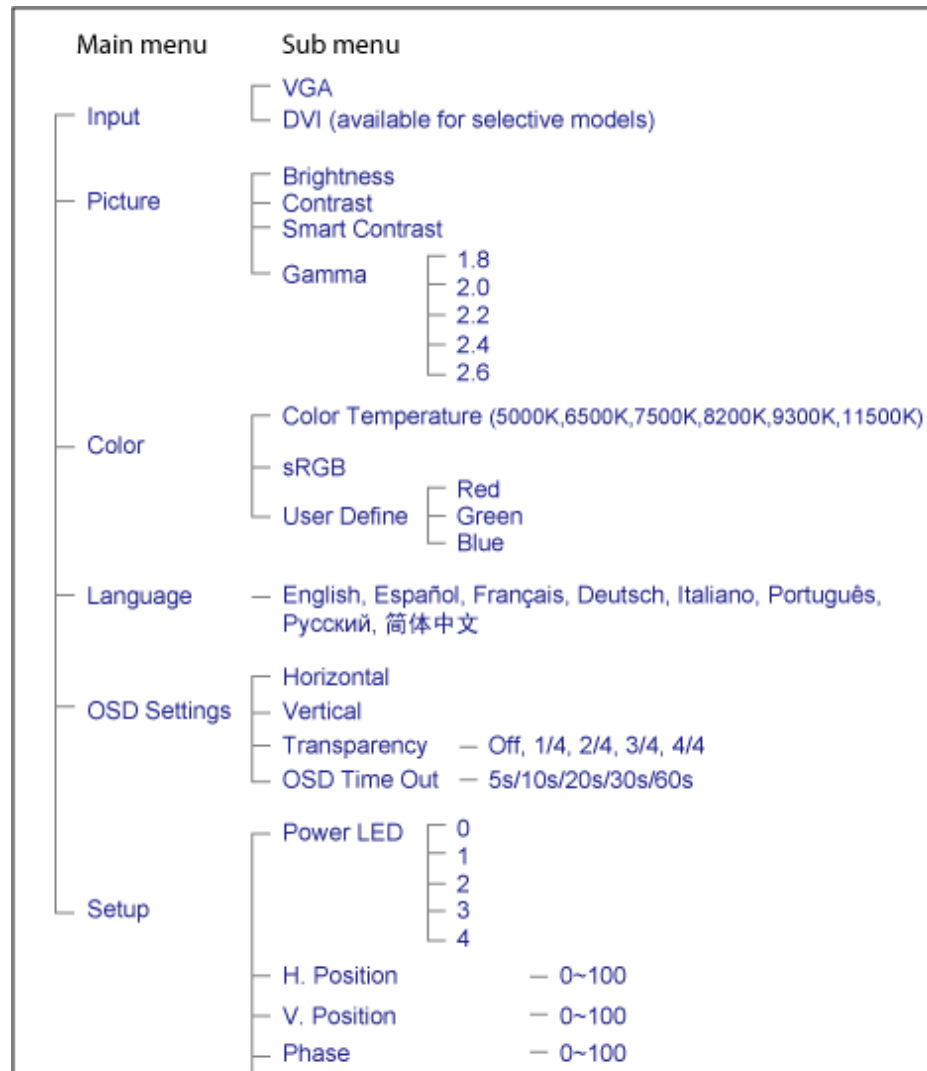 Main menu Sub menu
Input
VGA
DVI (available for selective models)
Picture
Brightness
Contrast
Smart Contrast
Gamma
1.8
2.0
2.2
2.4
2.6
Color
Color Temperature (5000K,6500K,7500K,8200K,9300K,11500K)
sRGB
User Define
Red
Green
Blue
Language
English, Español, Français, Deutsch, Italiano, Português,
Русский, 简体中文
OSD Settings
Horizontal
Vertical
Transparency Off, 1/4, 2/4, 3/4, 4/4
OSD Time Out 5s/10s/20s/30s/60s
Setup
Power LED
0
1
2
3
4
H. Position 0~100
V. Position 0~100
Phase 0~100